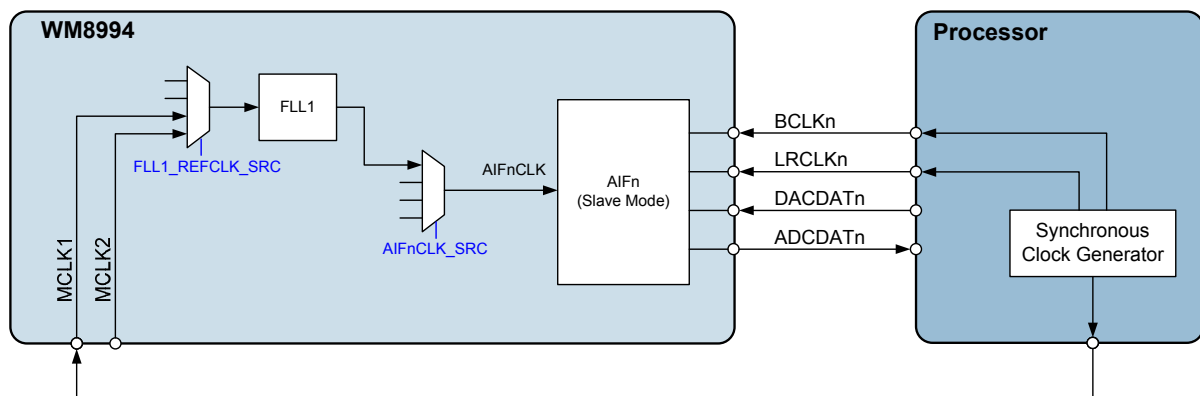 WM8994
Processor
FLL1
FLL1_REFCLK_SRC
AIFnCLK
AIFnCLK_SRC
AIFn
(Slave Mode)
BCLKn
LRCLKn
DACDATn
ADCDATn
Synchronous
Clock Generator
MCLK1
MCLK2